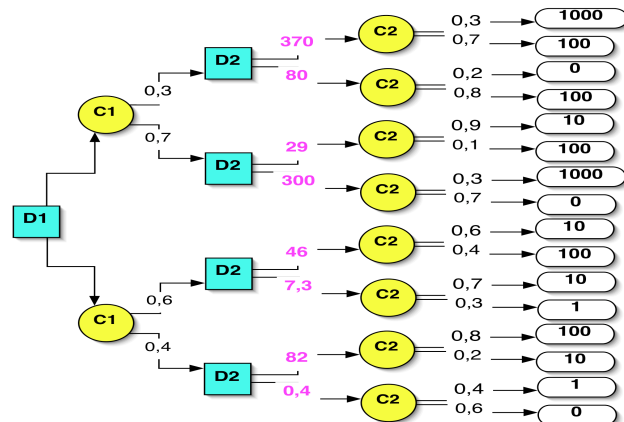 0,3 1000
370 C2
0,7 100
D2
80 C2 0,2 0
0,3
0,8 100
C1
0,9 10
0,7 29 C2
0,1 100
D2
300 C2 0,3 1000
0,7 0
D1
0,6 10
46 C2
0,4 100
D2
7,3 C2 0,7 10
0,6
0,3 1
C1
0,8 100
0,4 82 C2
0,2 10
D2
0,4 C2 0,4 1
0,6 0